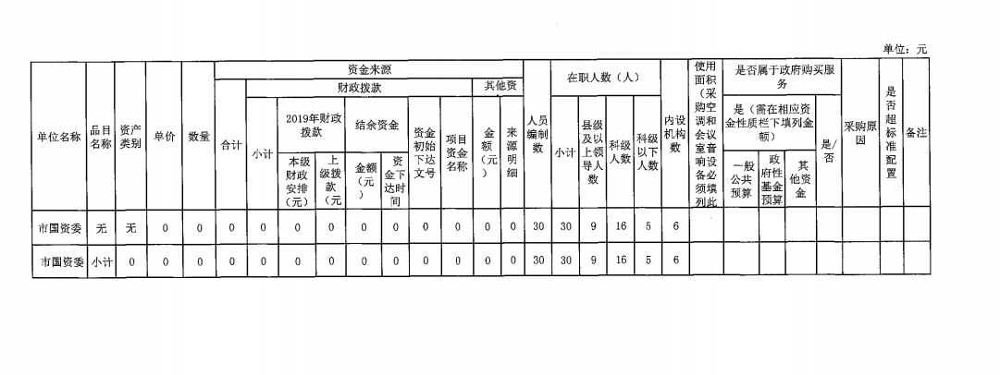 单位：元
单位名称
品目名称
资产类别
单价
数量
资金来源
合计
财政拨款
小计
2019年财政拨款
本级财政安排（元）
上级拨款（元
结余资金
金额（元）
资金下达时间
资金初始下达文号
项目资金名称
其他资
金额（元）
来源明细
人员编制数
在职人数（人）
小计
县级及以上领导人数
科级人数
科级以下人数
内设机构数
使用面积（采购空调和会议室音响设备必须填列此
是否属于政府购买服务
是（需在相应资金性质栏下填列金额）
一般公共预算
政府性基金预算
其他资金
是/否
采购原因
是否超标准配置
备注
市国资委 无 无 0 0 0 0 0 0 0 0 0 0 0 0 30 30 9 16 5 6
市国资委 小计 0 0 0 0 0 0 0 0 0 0 0 0 0 30 30 9 16 5 6